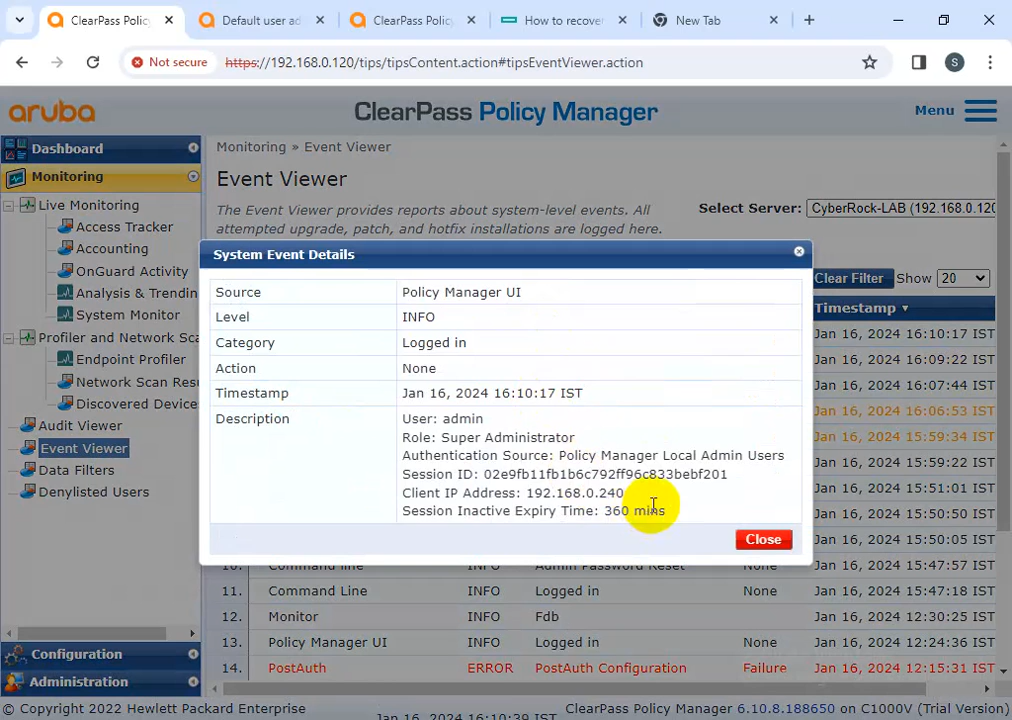 ClearPass Polic
Default user ad
ClearPass Polic
How to recover
New Tab
Not secure
https://192.168.0.120/tips/tipsContent.action#tipsEventViewer.action
S
aruba
ClearPass Policy Manager
Menu
Dashboard
Monitoring
Live Monitoring
Access Tracker
Accounting
OnGuard Activity
Analysis & Trendin
System Monitor
Profiler and Network Sca
Endpoint Profiler
Network Scan Resu
Discovered Device
Audit Viewer
Event Viewer
Data Filters
Denylisted Users
Configuration
Administration
Monitoring » Event Viewer
Event Viewer
The Event Viewer provides reports about system-level events. All
attempted upgrade, patch, and hotfix installations are logged here.
Select Server: CyberRock-LAB (192.168.0.120
Clear Filter Show 20
System Event Details
Source Policy Manager UI
Level INFO
Category Logged in
Action None
Timestamp Jan 16, 2024 16:10:17 IST
Description User: admin
Role: Super Administrator
Authentication Source: Policy Manager Local Admin Users
Session ID: 02e9fb11fb1b6c792ff96c833bebf201
Client IP Address: 192.168.0.240
Session Inactive Expiry Time: 360 mins
Close
Timestamp
Jan 16, 2024 16:10:17 IST
Jan 16, 2024 16:09:22 IST
Jan 16, 2024 16:07:44 IST
Jan 16, 2024 16:06:53 IST
Jan 16, 2024 15:59:34 IST
Jan 16, 2024 15:59:31 IST
Jan 16, 2024 15:51:01 IST
Jan 16, 2024 15:50:05 IST
10. Command line INFO Admin Password Reset None Jan 16, 2024 15:47:57 IST
11. Command Line INFO Logged in None Jan 16, 2024 15:47:18 IST
12. Monitor INFO Fdb Jan 16, 2024 12:30:25 IST
13. Policy Manager UI INFO Logged in None Jan 16, 2024 12:24:36 IST
14. PostAuth ERROR PostAuth Configuration Failure Jan 16, 2024 12:15:31 IST
© Copyright 2022 Hewlett Packard Enterprise
Jan 16, 2024 16:10:39 IST
ClearPass Policy Manager 6.10.8.188650 on C1000V (Trial Version)